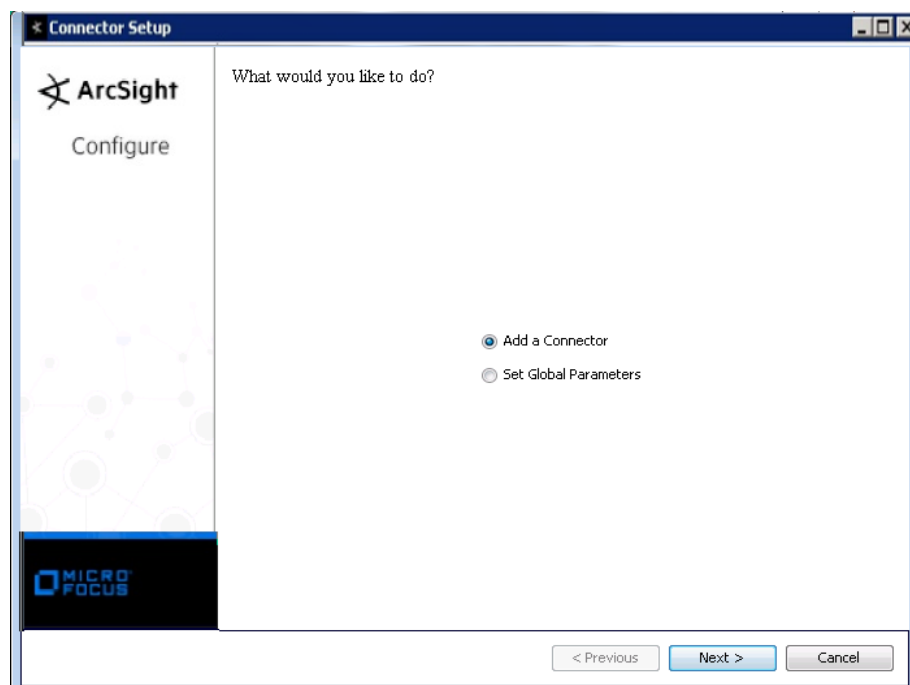 Connector Setup
ArcSight
Configure
What would you like to do?
Add a Connector
Set Global Parameters
MICRO
FOCUS
< Previous
Next >
Cancel